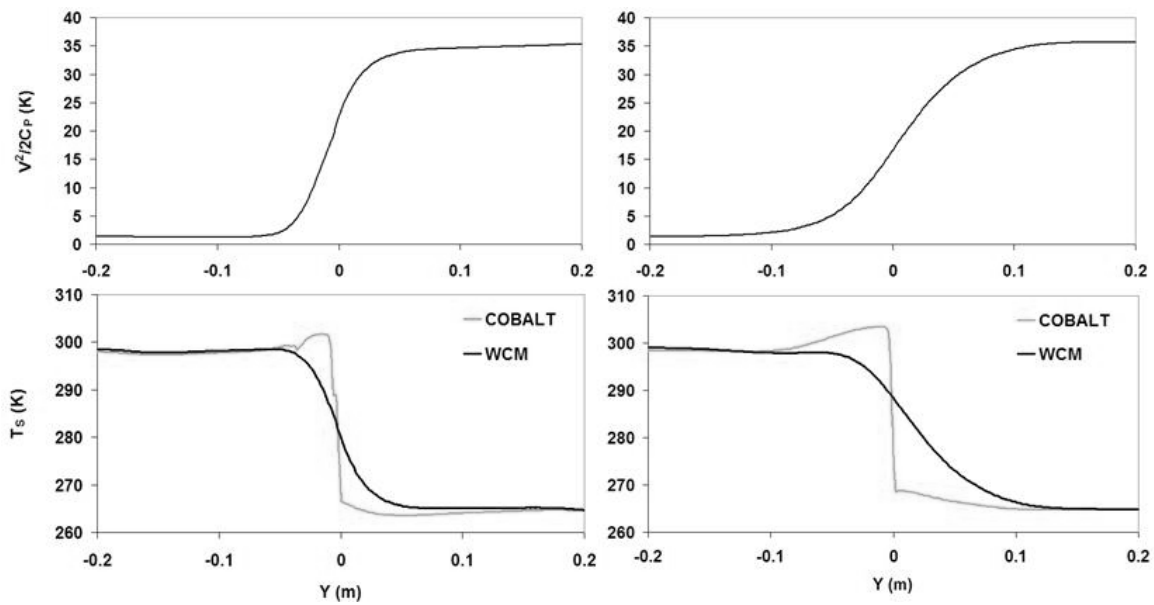 40 40
35 35
30 30
25 25
20 20
15 15
10 10
5 5
0 0
V²/2Cₚ (K)
-0.2 -0.1 0 0.1 0.2 -0.2 -0.1 0 0.1 0.2
310 310
300 300
290 290
280 280
270 270
260 260
Tₛ (K)
COBALT COBALT
WCM WCM
-0.2 -0.1 0 0.1 0.2 -0.2 -0.1 0 0.1 0.2
Y (m) Y (m)